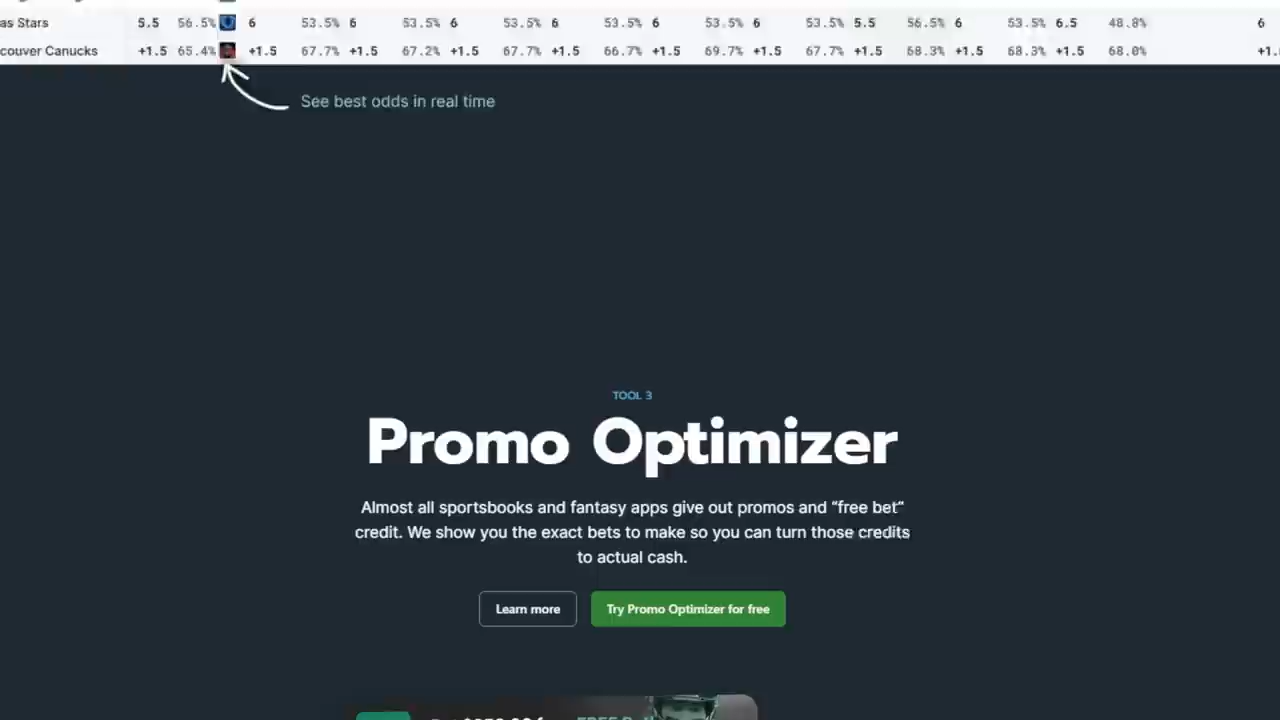 as Stars 5.5 56.5% 6 53.5% 6 53.5% 6 53.5% 6 53.5% 6 53.5% 6 53.5% 5.5 56.5% 6 53.5% 6.5 48.8% 6
couver Canucks +1.5 65.4% +1.5 67.7% +1.5 67.2% +1.5 67.7% +1.5 66.7% +1.5 69.7% +1.5 67.7% +1.5 68.3% +1.5 68.3% +1.5 68.0%
See best odds in real time
TOOL 3
Promo Optimizer
Almost all sportsbooks and fantasy apps give out promos and “free bet”
credit. We show you the exact bets to make so you can turn those credits
to actual cash.
Learn more
Try Promo Optimizer for free